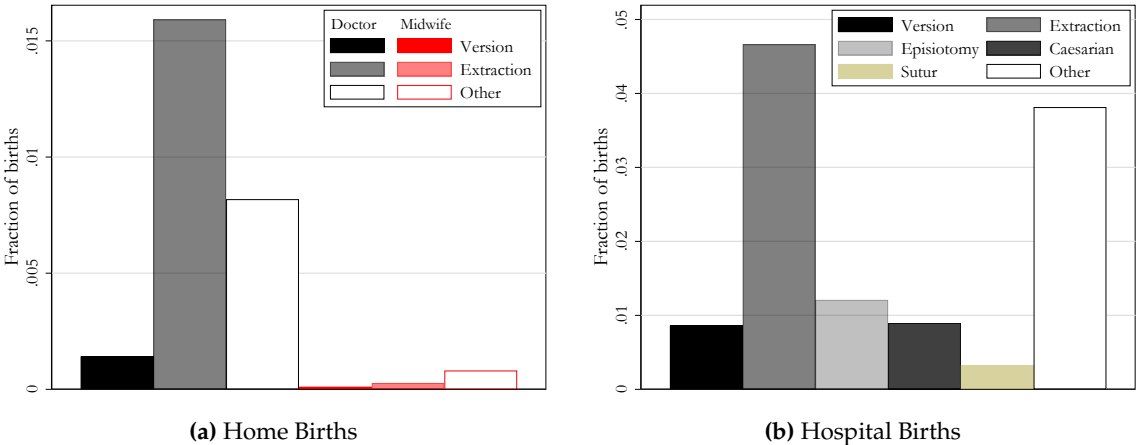 Doctor Midwife
Version
Extraction
Other
Fraction of births
0 .005 .01 .015
(a) Home Births
Version Extraction
Episiotomy Caesarian
Sutur Other
Fraction of births
0 .01 .02 .03 .04 .05
(b) Hospital Births